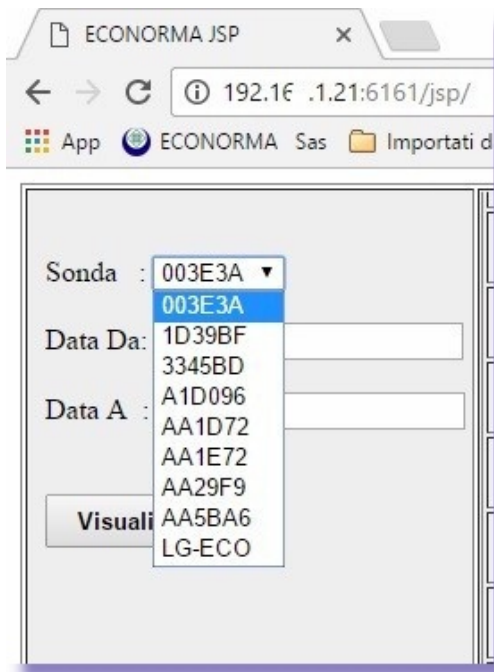 ECONORMA JSP
192.16 .1.21:6161/jsp/
App ECONORMA Sas Importati d
Sonda : 003E3A
003E3A
Data Da: 1D39BF
3345BD
A1D096
Data A : AA1D72
AA1E72
AA29F9
Visuali AA5BA6
LG-ECO